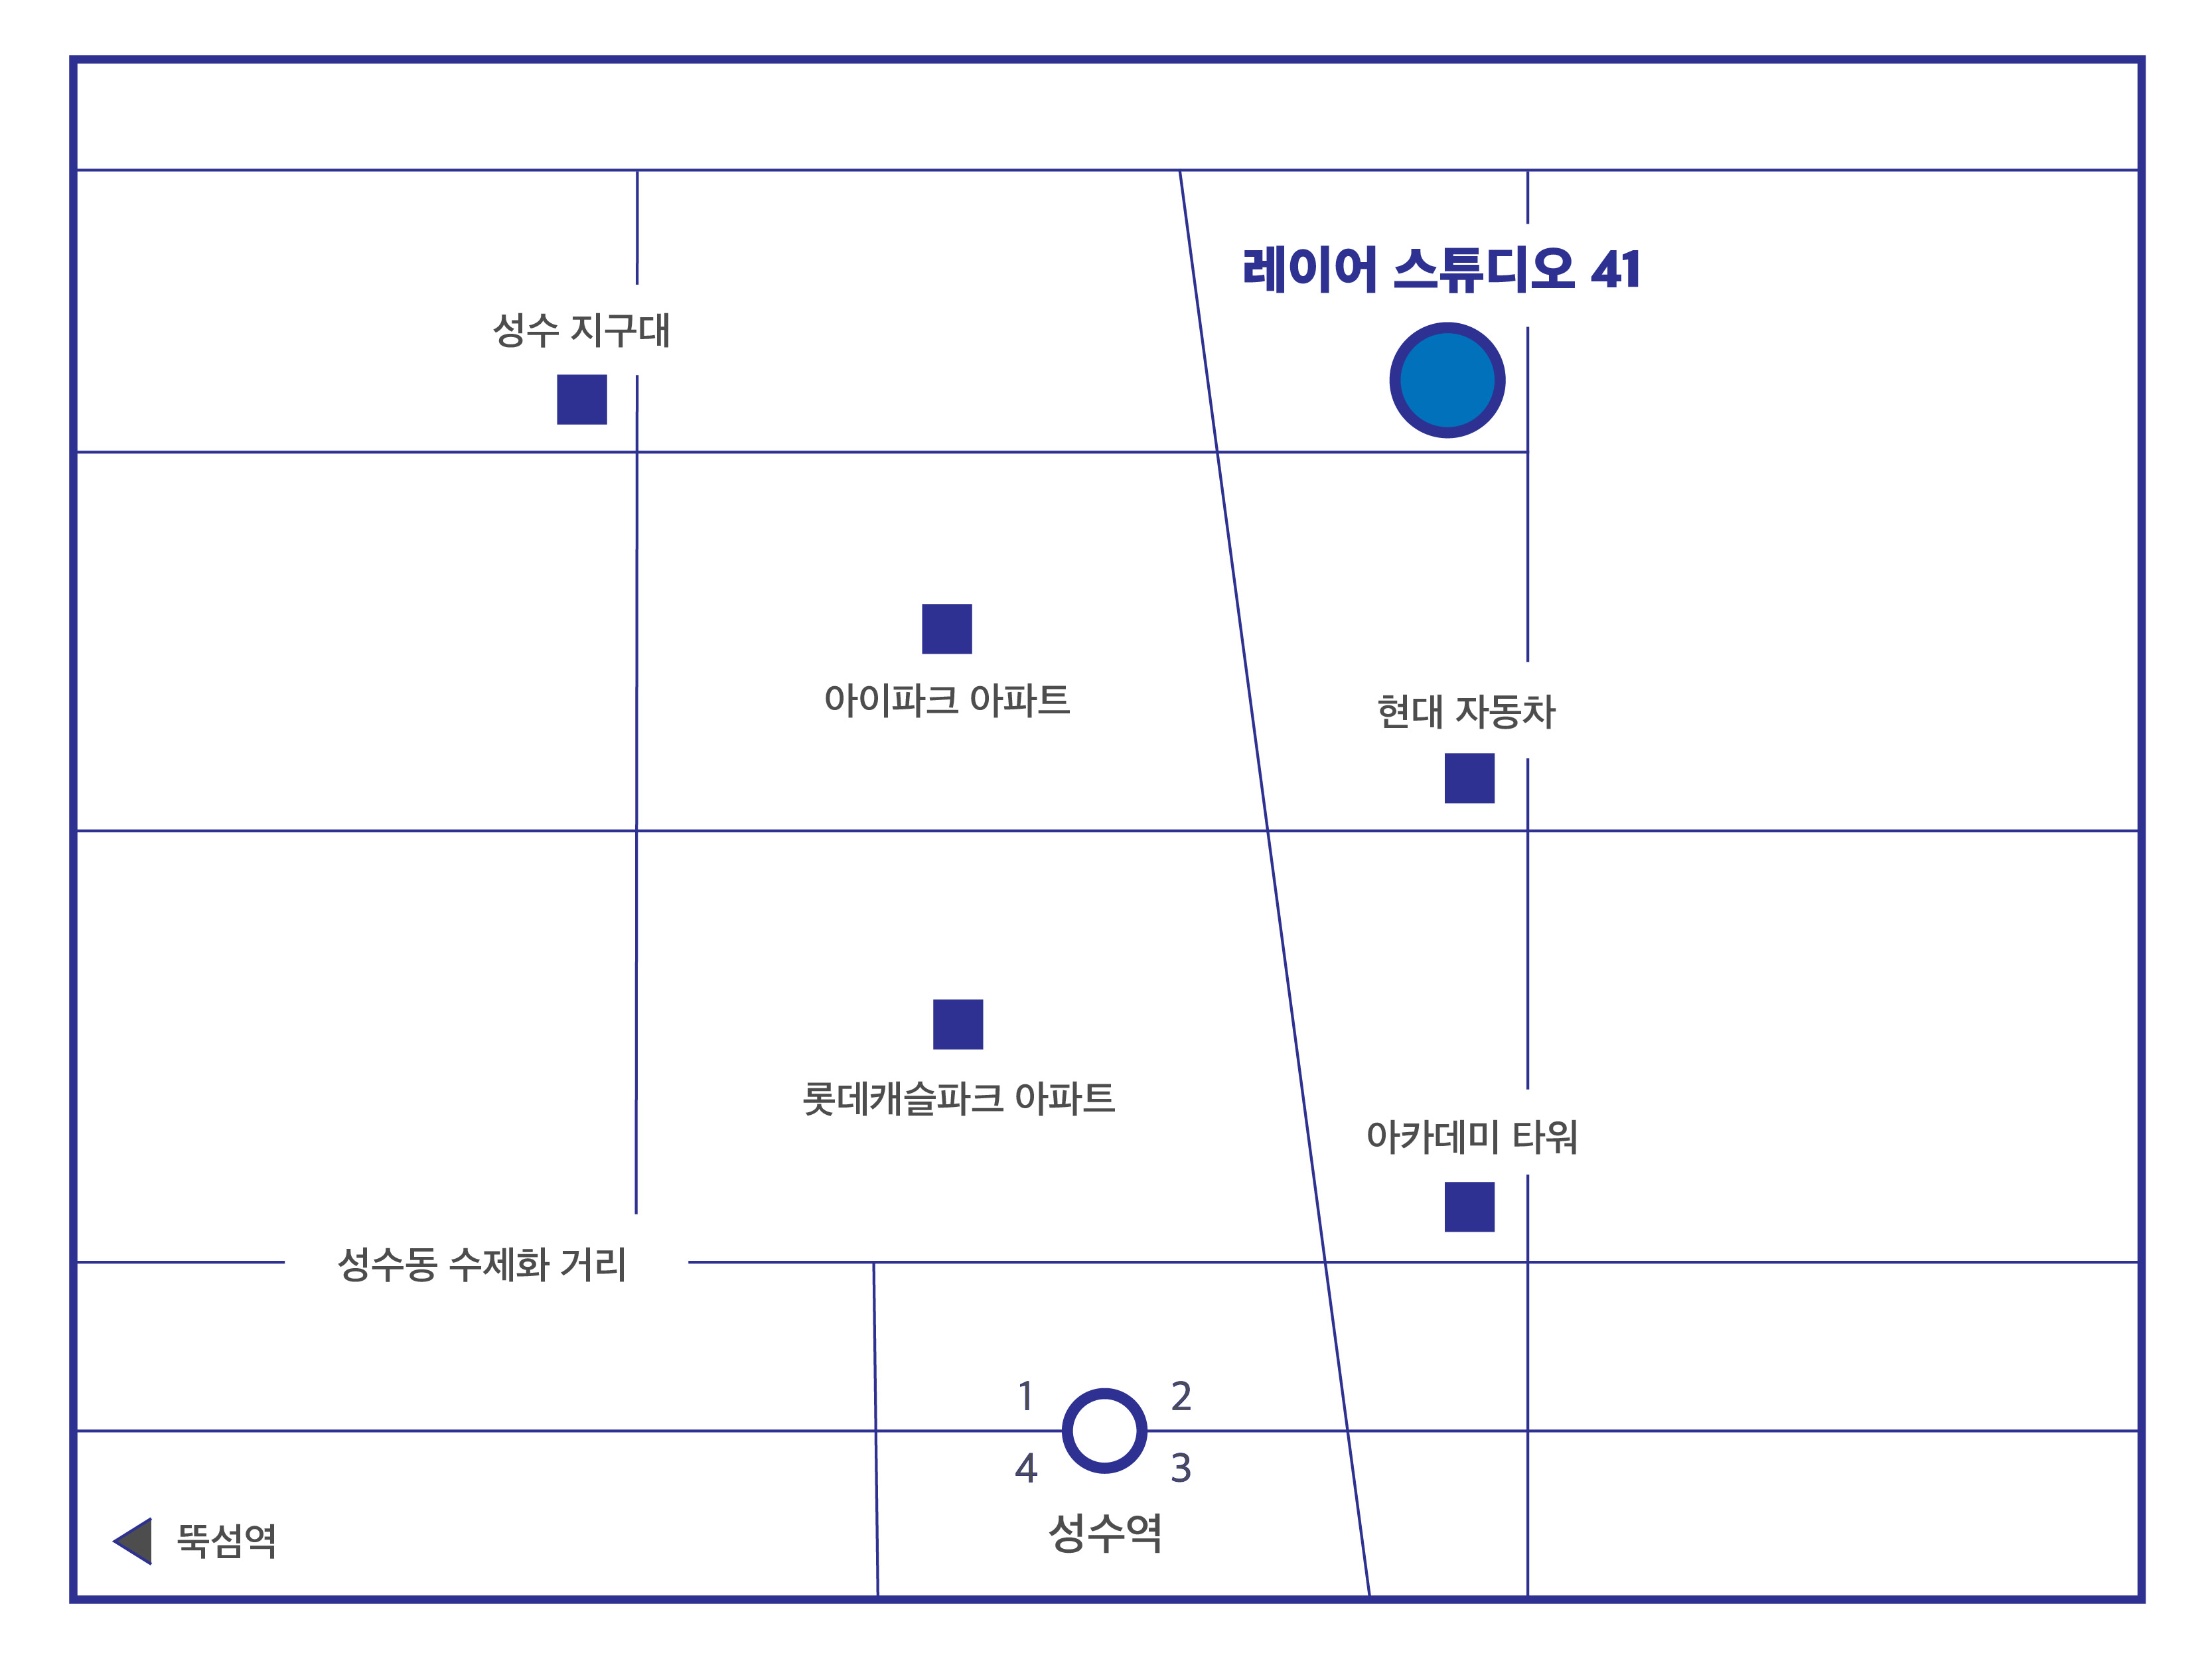 레이어 스튜디오 41
성수 지구대
아이파크 아파트
현대 자동차
롯데캐슬파크 아파트
아카데미 타워
성수동 수제화 거리
1 2
4 3
성수역
뚝섬역